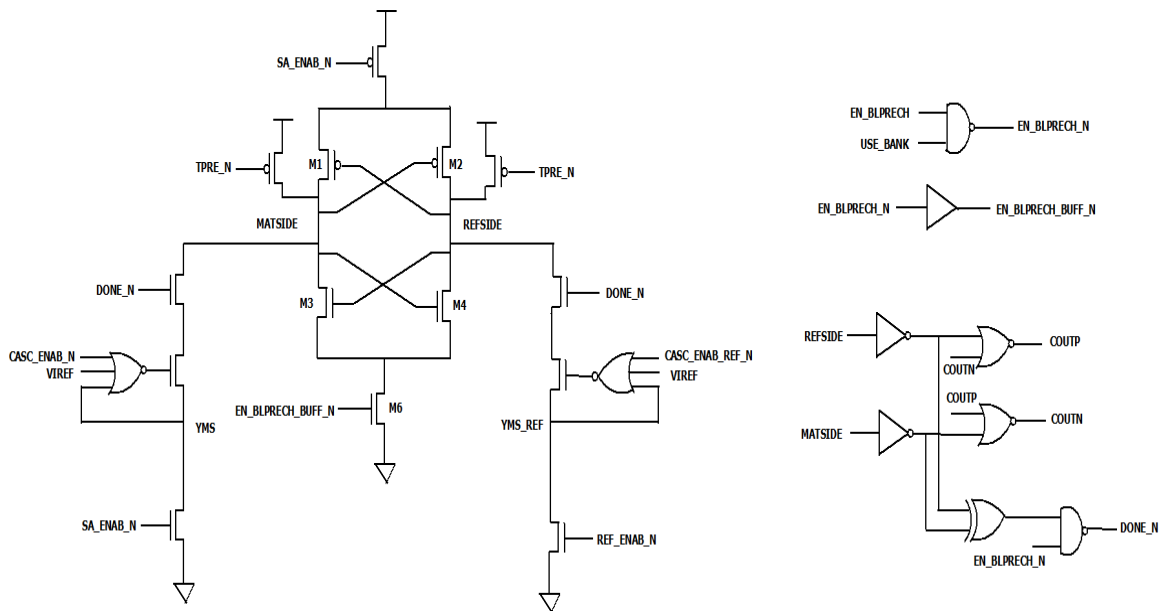 SA_ENAB_N
TPRE_N
M1
M2
TPRE_N
MATSIDE
REFSIDE
DONE_N
M3
M4
DONE_N
CASC_ENAB_N
VIREF
CASC_ENAB_REF_N
VIREF
YMS
EN_BLPRECH_BUFF_N
M6
YMS_REF
SA_ENAB_N
REF_ENAB_N
EN_BLPRECH
USE_BANK
EN_BLPRECH_N
EN_BLPRECH_N
EN_BLPRECH_BUFF_N
REFSIDE
COUTN
COUTP
COUTP
MATSIDE
COUTN
EN_BLPRECH_N
DONE_N